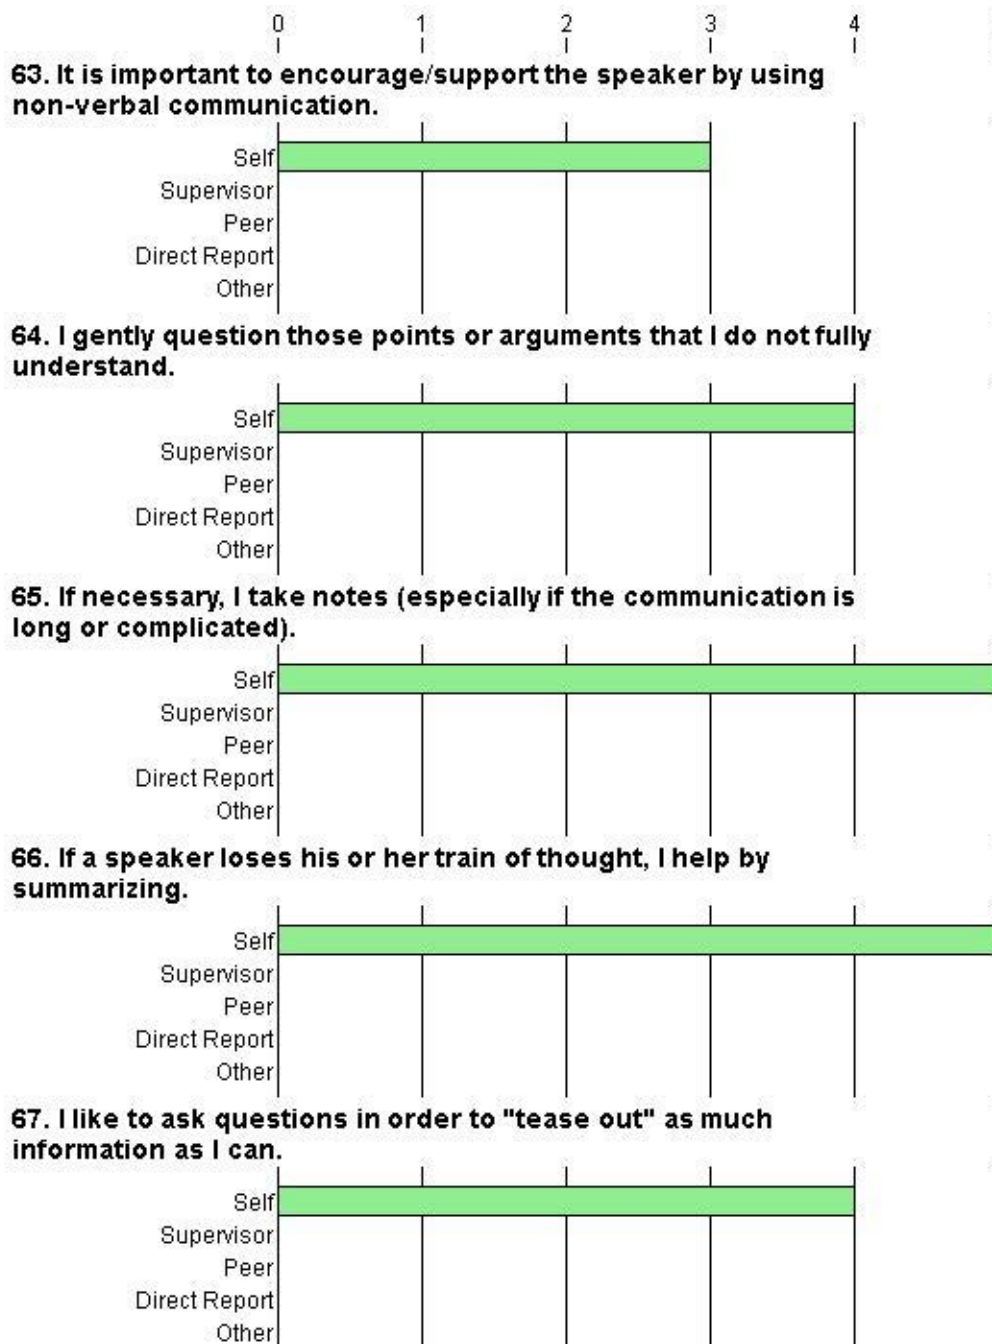 0 1 2 3 4
63. It is important to encourage/support the speaker by using
non-verbal communication.
Self
Supervisor
Peer
Direct Report
Other
64. I gently question those points or arguments that I do not fully
understand.
Self
Supervisor
Peer
Direct Report
Other
65. If necessary, I take notes (especially if the communication is
long or complicated).
Self
Supervisor
Peer
Direct Report
Other
66. If a speaker loses his or her train of thought, I help by
summarizing.
Self
Supervisor
Peer
Direct Report
Other
67. I like to ask questions in order to "tease out" as much
information as I can.
Self
Supervisor
Peer
Direct Report
Other